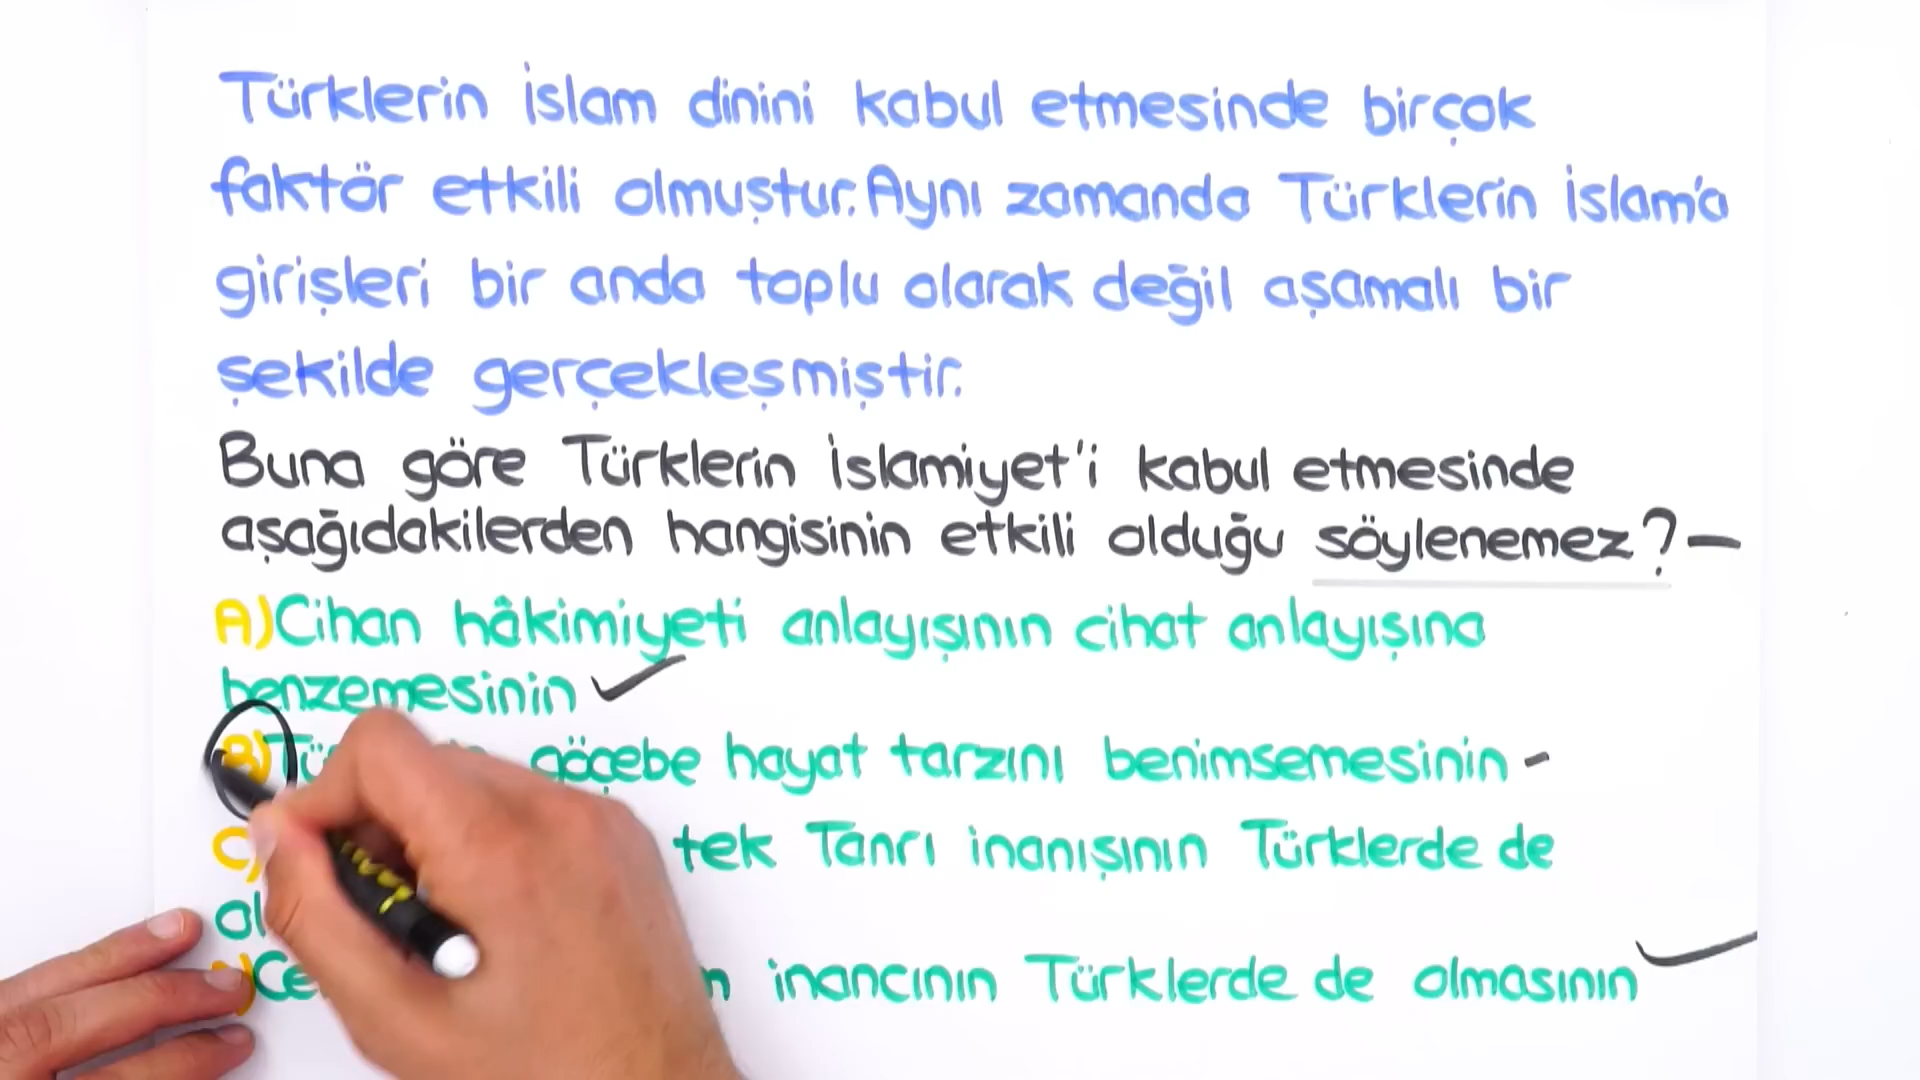 Türklerin İslam dinini kabul etmesinde birçok
faktör etkili olmuştur. Aynı zamanda Türklerin İslam'a
girişleri bir anda toplu olarak değil aşamalı bir
şekilde gerçekleşmiştir.
Buna göre Türklerin İslamiyet'i kabul etmesinde
aşağıdakilerden hangisinin etkili olduğu söylenemez? —
A) Cihan hâkimiyeti anlayışının cihat anlayışına
benzemesinin
B) göçebe hayat tarzını benimsemesinin -
C) tek Tanrı inanışının Türklerde de
inancının Türklerde de olmasının